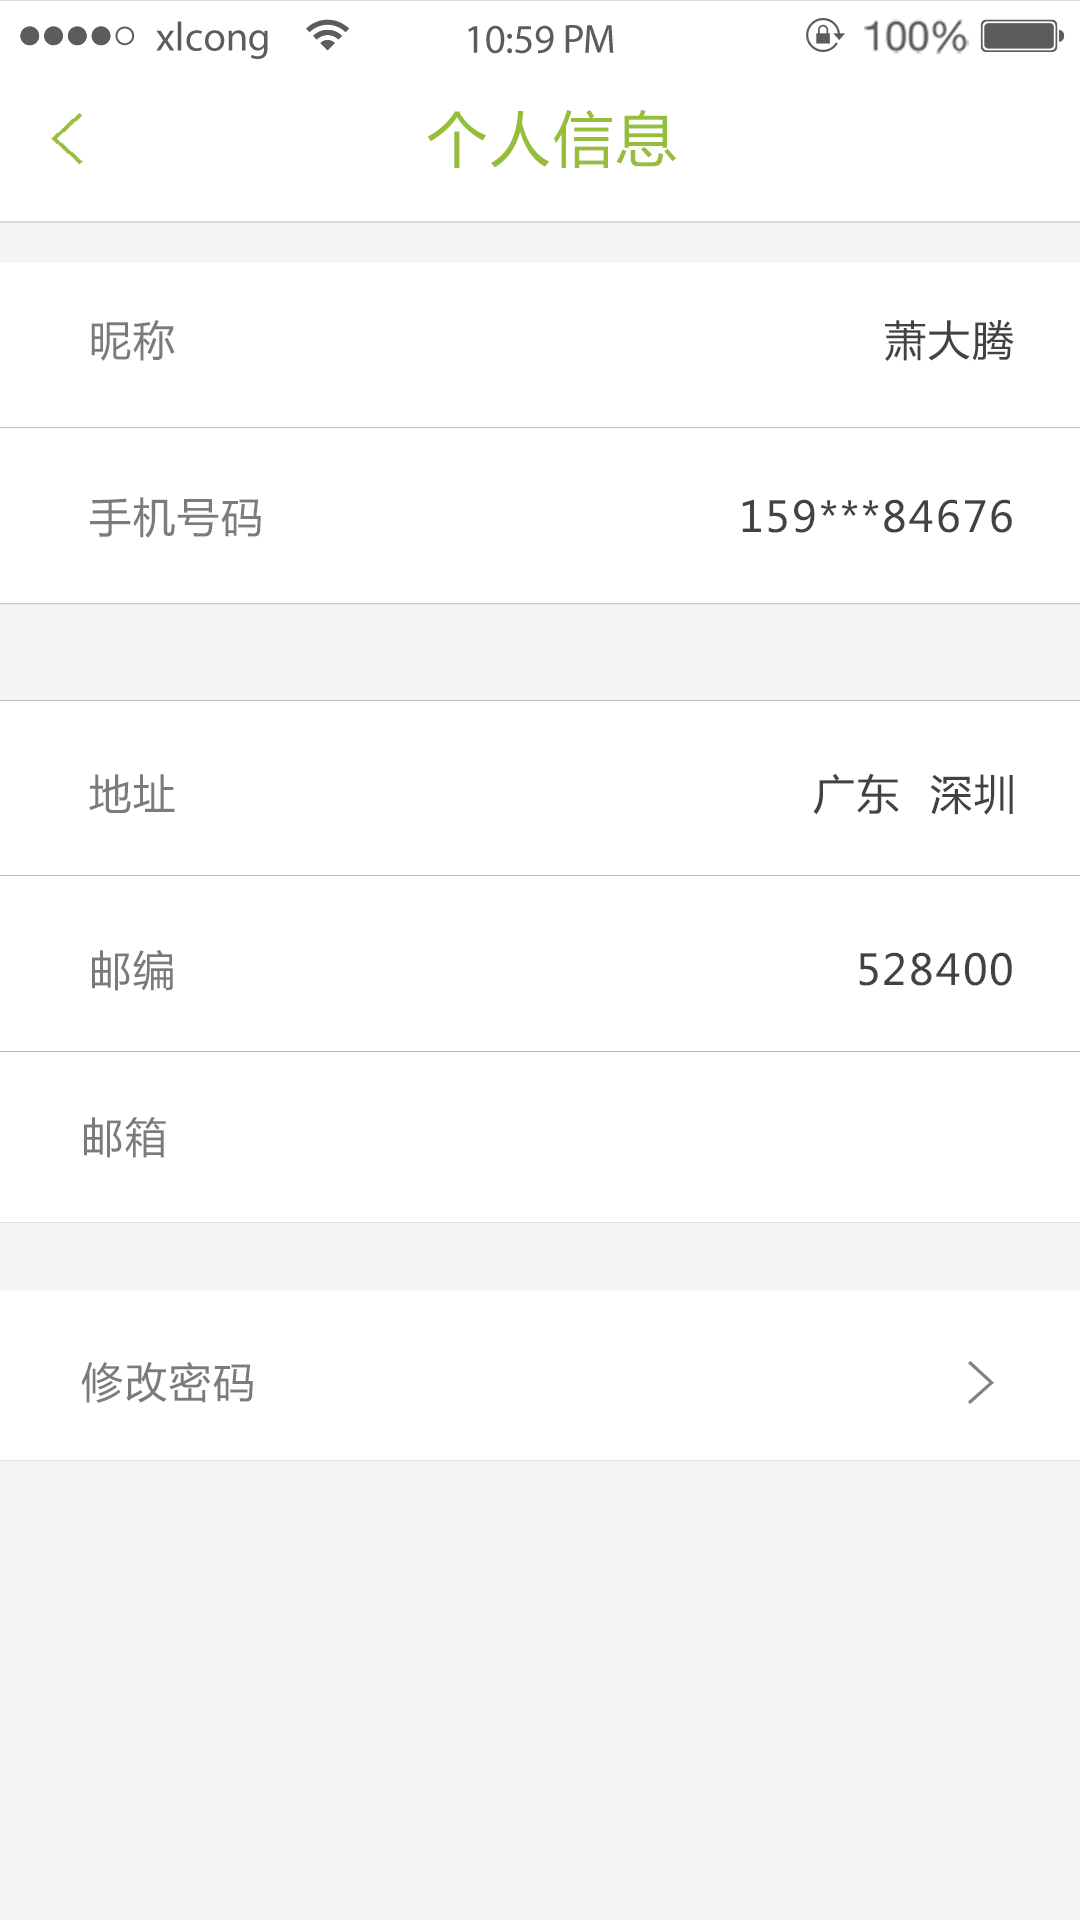 xlcong 10:59 PM 100%
个人信息
昵称 萧大腾
手机号码 159***84676
地址 广东 深圳
邮编 528400
邮箱
修改密码